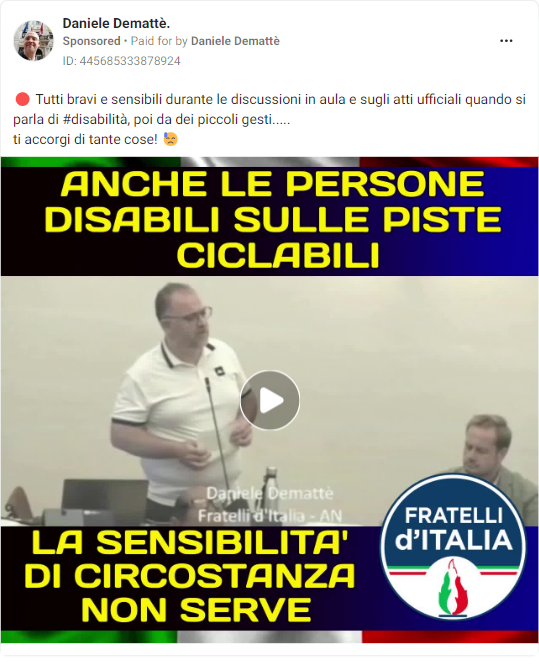 Daniele Demattè.
Sponsored • Paid for by Daniele Demattè
ID: 445685333878924
🔴 Tutti bravi e sensibili durante le discussioni in aula e sugli atti ufficiali quando si
parla di #disabilità, poi da dei piccoli gesti.....
ti accorgi di tante cose! 😓
ANCHE LE PERSONE
DISABILI SULLE PISTE
CICLABILI
Daniele Demattè
Fratelli d'Italia - AN
LA SENSIBILITA'
DI CIRCOSTANZA
NON SERVE
FRATELLI
d'ITALIA